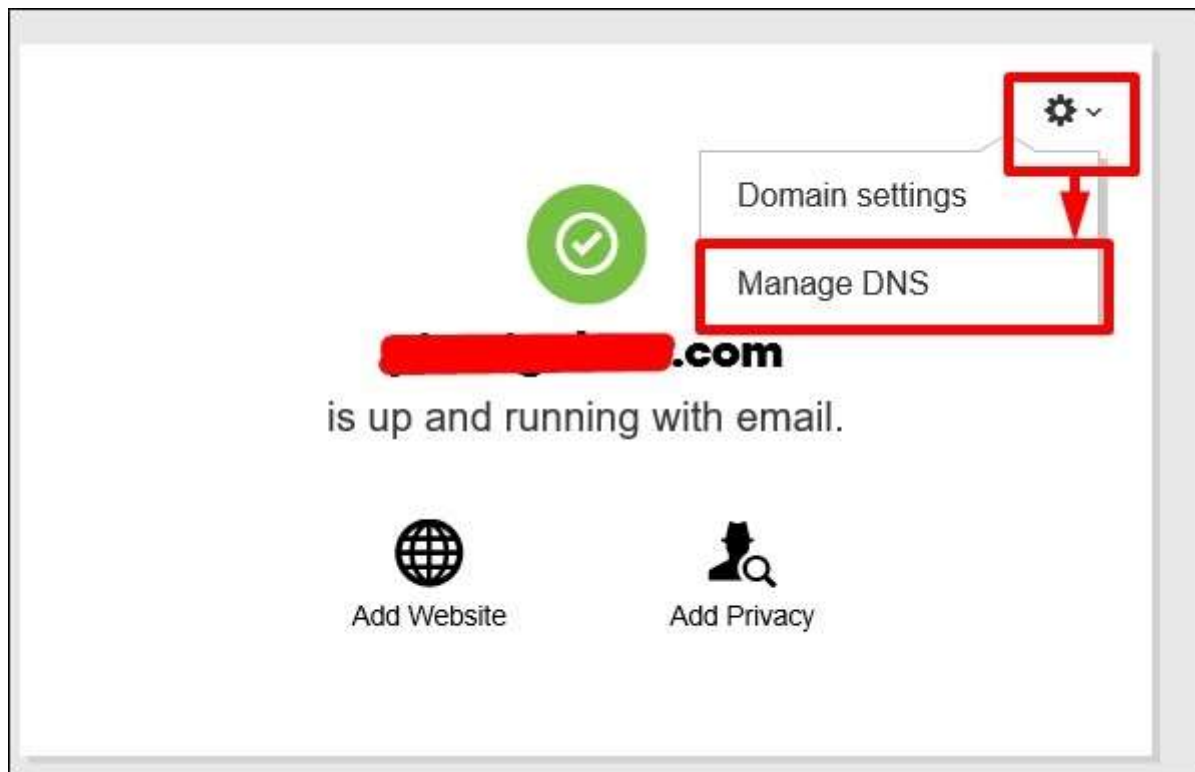 Domain settings
Manage DNS
.com
is up and running with email.
Add Website
Add Privacy